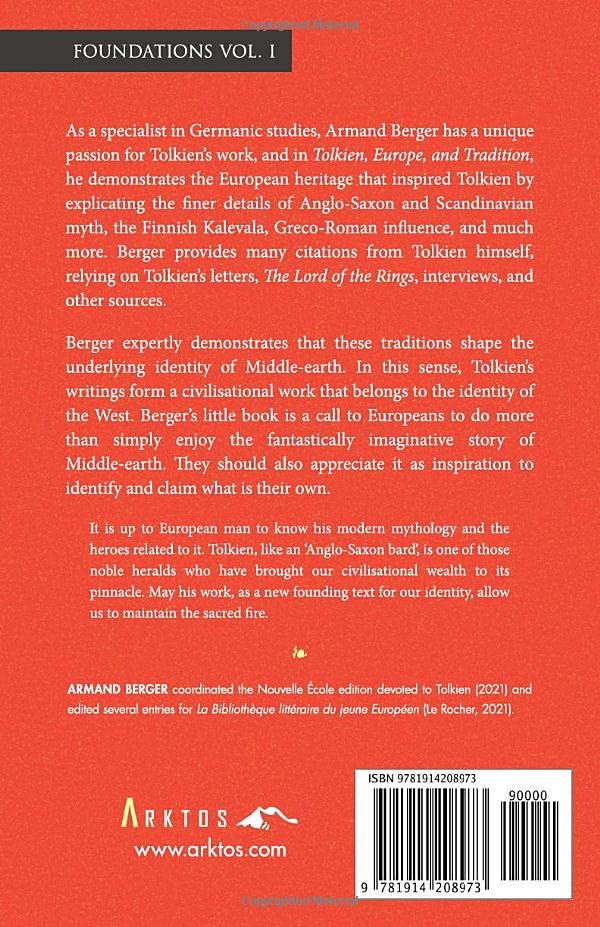 Copyrighted Material
FOUNDATIONS VOL. I
As a specialist in Germanic studies, Armand Berger has a unique
passion for Tolkien's work, and in Tolkien, Europe, and Tradition,
he demonstrates the European heritage that inspired Tolkien by
explicating the finer details of Anglo-Saxon and Scandinavian
myth, the Finnish Kalevala, Greco-Roman influence, and much
more. Berger provides many citations from Tolkien himself,
relying on Tolkien's letters, The Lord of the Rings, interviews, and
other sources.
Berger expertly demonstrates that these traditions shape the
underlying identity of Middle-earth. In this sense, Tolkien's
writings form a civilisational work that belongs to the identity of
the West. Berger's little book is a call to Europeans to do more
than simply enjoy the fantastically imaginative story of
Middle-earth. They should also appreciate it as inspiration to
identify and claim what is their own.
It is up to European man to know his modern mythology and the
heroes related to it. Tolkien, like an 'Anglo-Saxon bard', is one of those
noble heralds who have brought our civilisational wealth to its
pinnacle. May his work, as a new founding text for our identity, allow
us to maintain the sacred fire.
ARMAND BERGER coordinated the Nouvelle École edition devoted to Tolkien (2021) and
edited several entries for La Bibliothèque littéraire du jeune Européen (Le Rocher, 2021).
ARKTOS
www.arktos.com
ISBN 9781914208973
90000
9 781914 208973
Copyrighted Material